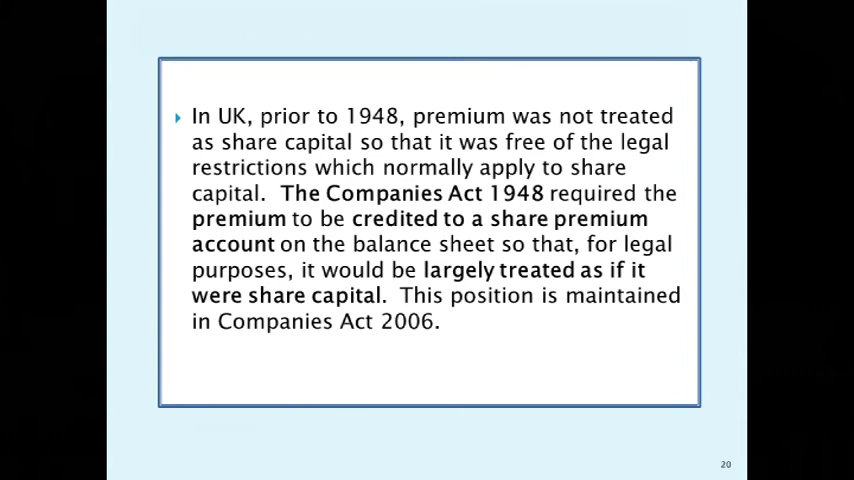 In UK, prior to 1948, premium was not treated
as share capital so that it was free of the legal
restrictions which normally apply to share
capital. The Companies Act 1948 required the
premium to be credited to a share premium
account on the balance sheet so that, for legal
purposes, it would be largely treated as if it
were share capital. This position is maintained
in Companies Act 2006.
20